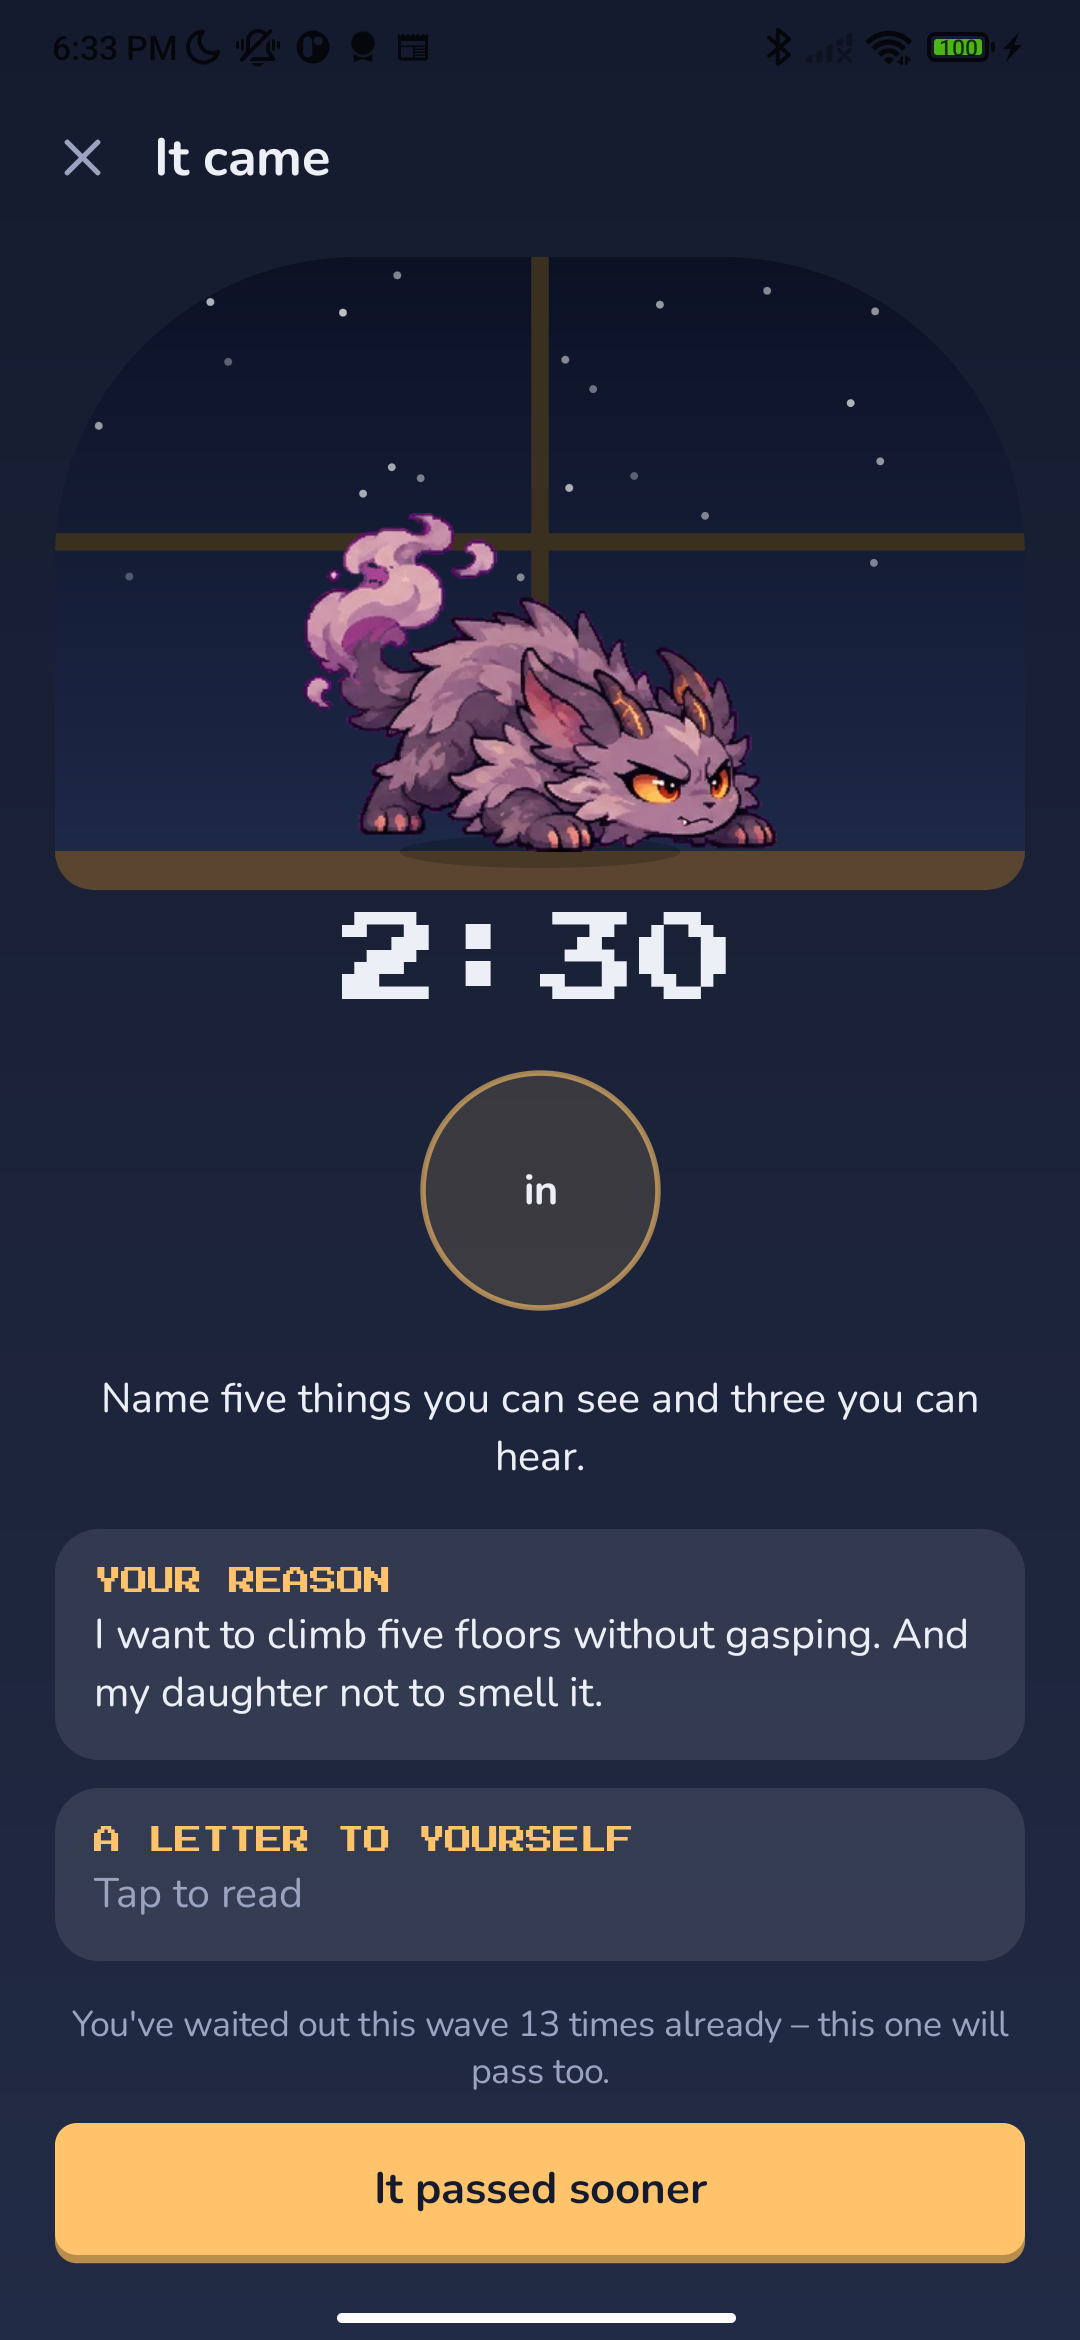 6:33 PM
100
It came
2:30
in
Name five things you can see and three you can
hear.
YOUR REASON
I want to climb five floors without gasping. And
my daughter not to smell it.
A LETTER TO YOURSELF
Tap to read
You've waited out this wave 13 times already – this one will
pass too.
It passed sooner